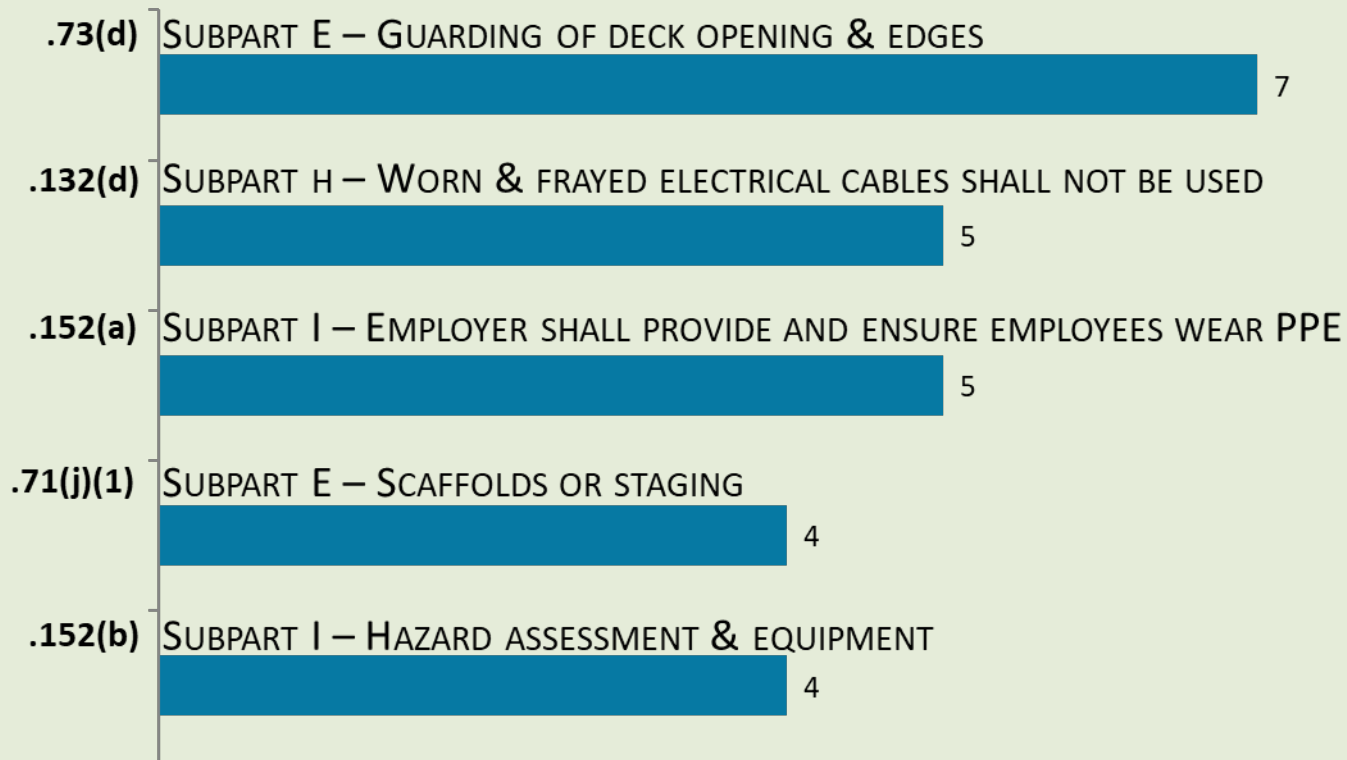 .73(d) SUBPART E – GUARDING OF DECK OPENING & EDGES
7
.132(d) SUBPART H – WORN & FRAYED ELECTRICAL CABLES SHALL NOT BE USED
5
.152(a) SUBPART I – EMPLOYER SHALL PROVIDE AND ENSURE EMPLOYEES WEAR PPE
5
.71(j)(1) SUBPART E – SCAFFOLDS OR STAGING
4
.152(b) SUBPART I – HAZARD ASSESSMENT & EQUIPMENT
4